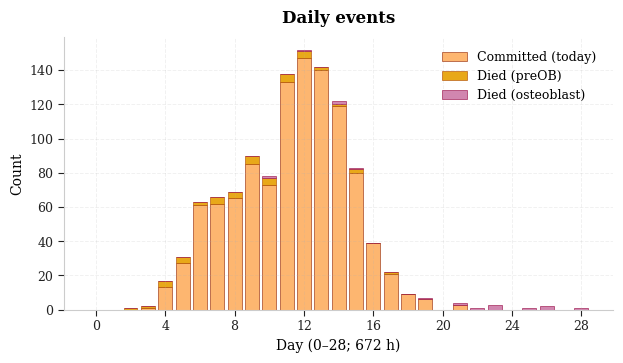 Daily events
Committed (today)
Died (preOB)
Died (osteoblast)
Count
140
120
100
80
60
40
20
0
0 4 8 12 16 20 24 28
Day (0–28; 672 h)